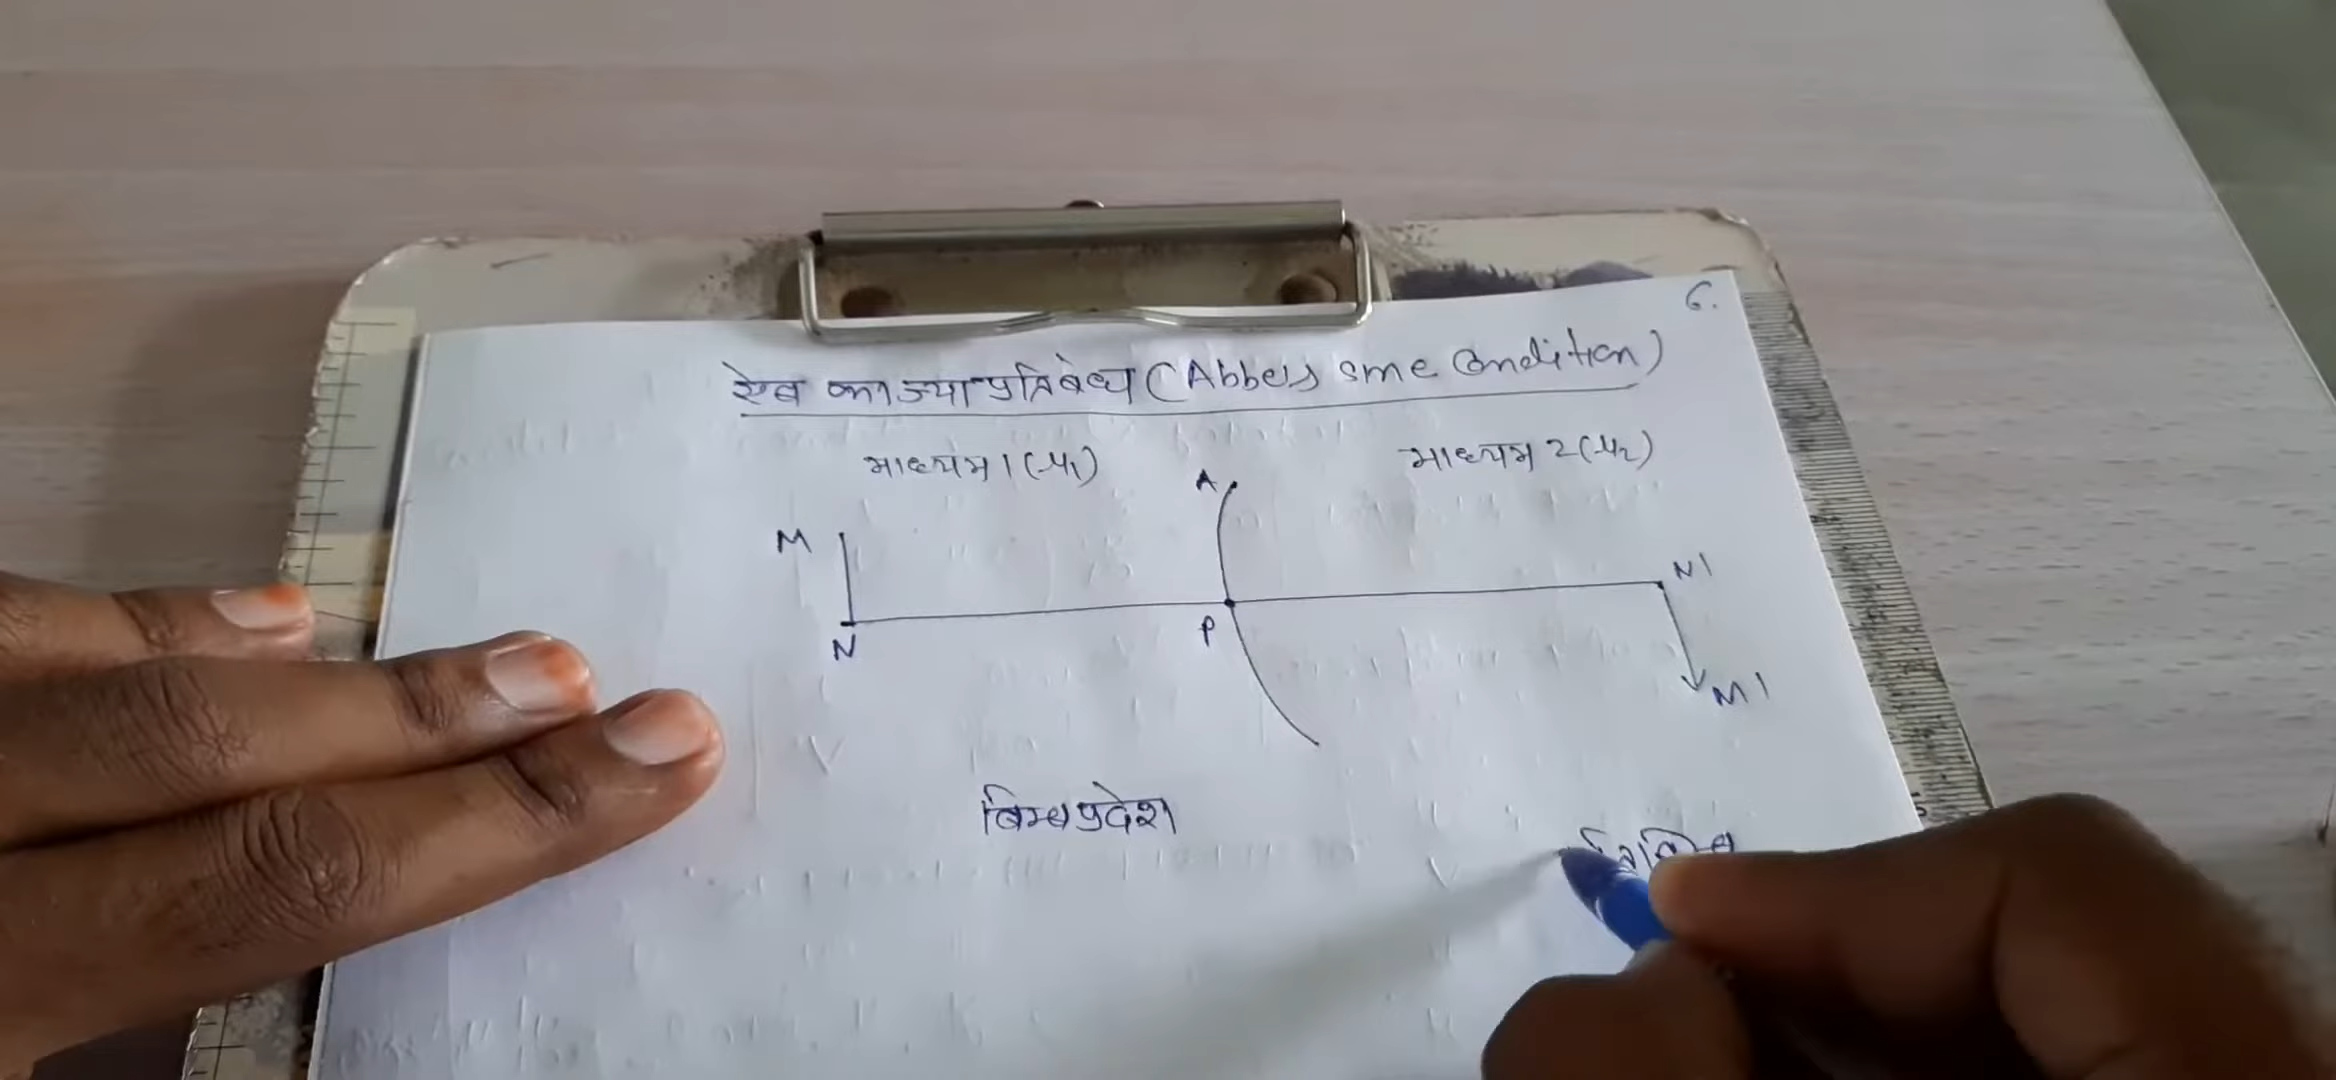 6.
ऐब का ज्या प्रतिबंध (Abbe's sine Condition)
माध्यम 1 (μ₁) माध्यम 2 (μ₂)
A
M N1
N P M1
बिम्ब प्रदेश